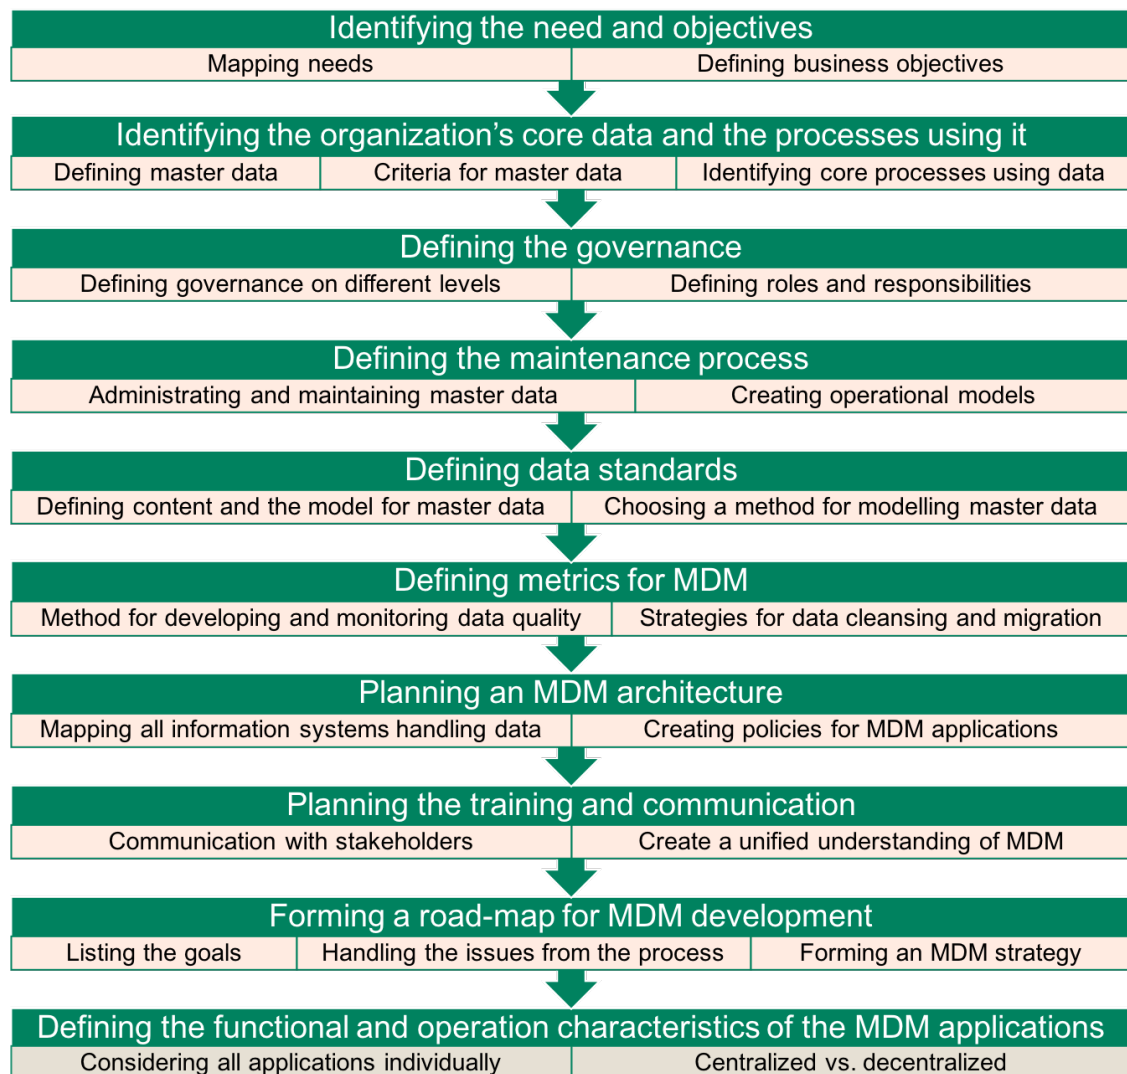 Identifying the need and objectives
Mapping needs
Defining business objectives
Identifying the organization’s core data and the processes using it
Defining master data
Criteria for master data
Identifying core processes using data
Defining the governance
Defining governance on different levels
Defining roles and responsibilities
Defining the maintenance process
Administrating and maintaining master data
Creating operational models
Defining data standards
Defining content and the model for master data
Choosing a method for modelling master data
Defining metrics for MDM
Method for developing and monitoring data quality
Strategies for data cleansing and migration
Planning an MDM architecture
Mapping all information systems handling data
Creating policies for MDM applications
Planning the training and communication
Communication with stakeholders
Create a unified understanding of MDM
Forming a road-map for MDM development
Listing the goals
Handling the issues from the process
Forming an MDM strategy
Defining the functional and operation characteristics of the MDM applications
Considering all applications individually
Centralized vs. decentralized